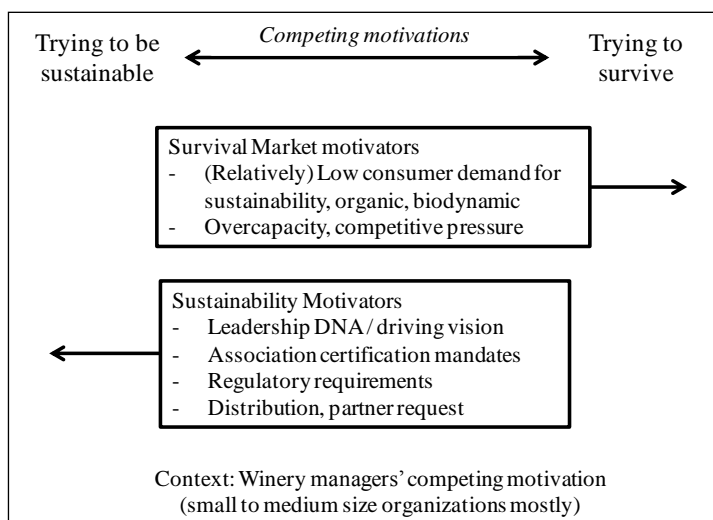 Trying to be
sustainable
Competing motivations
Trying to
survive
Survival Market motivators
- (Relatively) Low consumer demand for
sustainability, organic, biodynamic
- Overcapacity, competitive pressure
Sustainability Motivators
- Leadership DNA / driving vision
- Association certification mandates
- Regulatory requirements
- Distribution, partner request
Context: Winery managers’ competing motivation
(small to medium size organizations mostly)